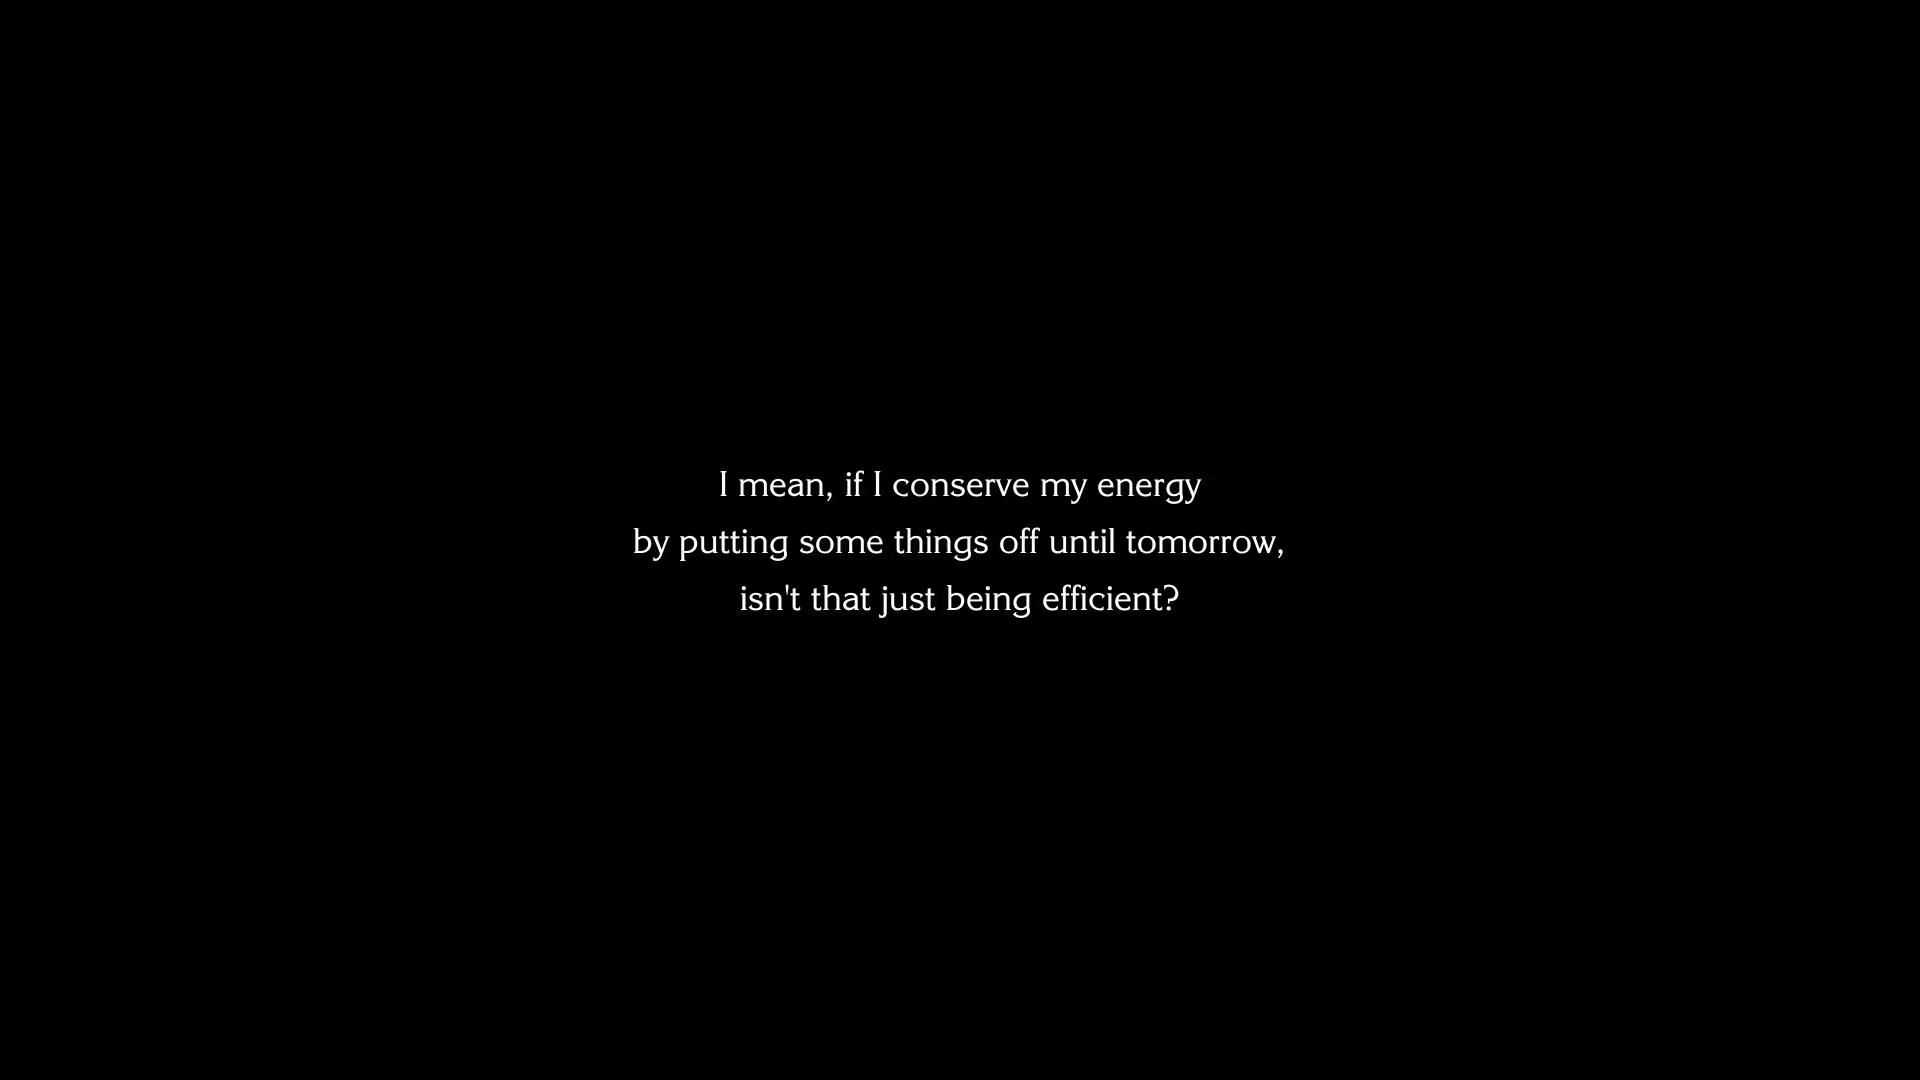 I mean, if I conserve my energy
by putting some things off until tomorrow,
isn't that just being efficient?